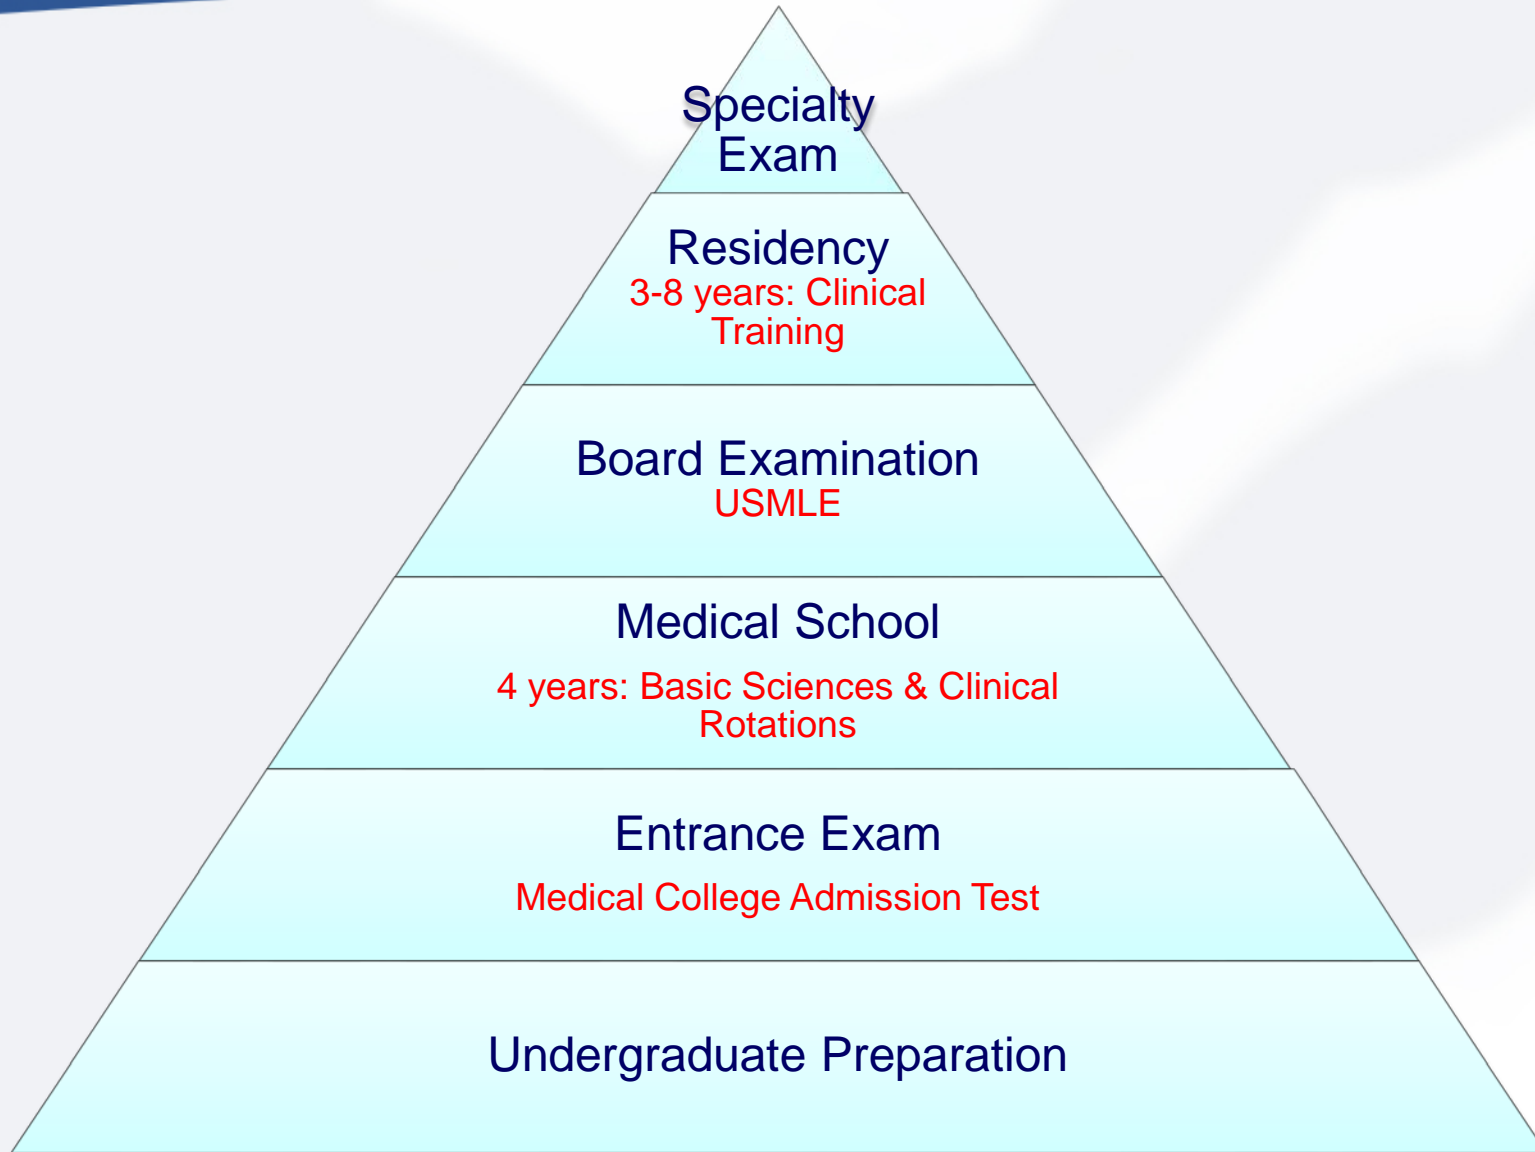 Specialty
Exam
Residency
3-8 years: Clinical
Training
Board Examination
USMLE
Medical School
4 years: Basic Sciences & Clinical
Rotations
Entrance Exam
Medical College Admission Test
Undergraduate Preparation